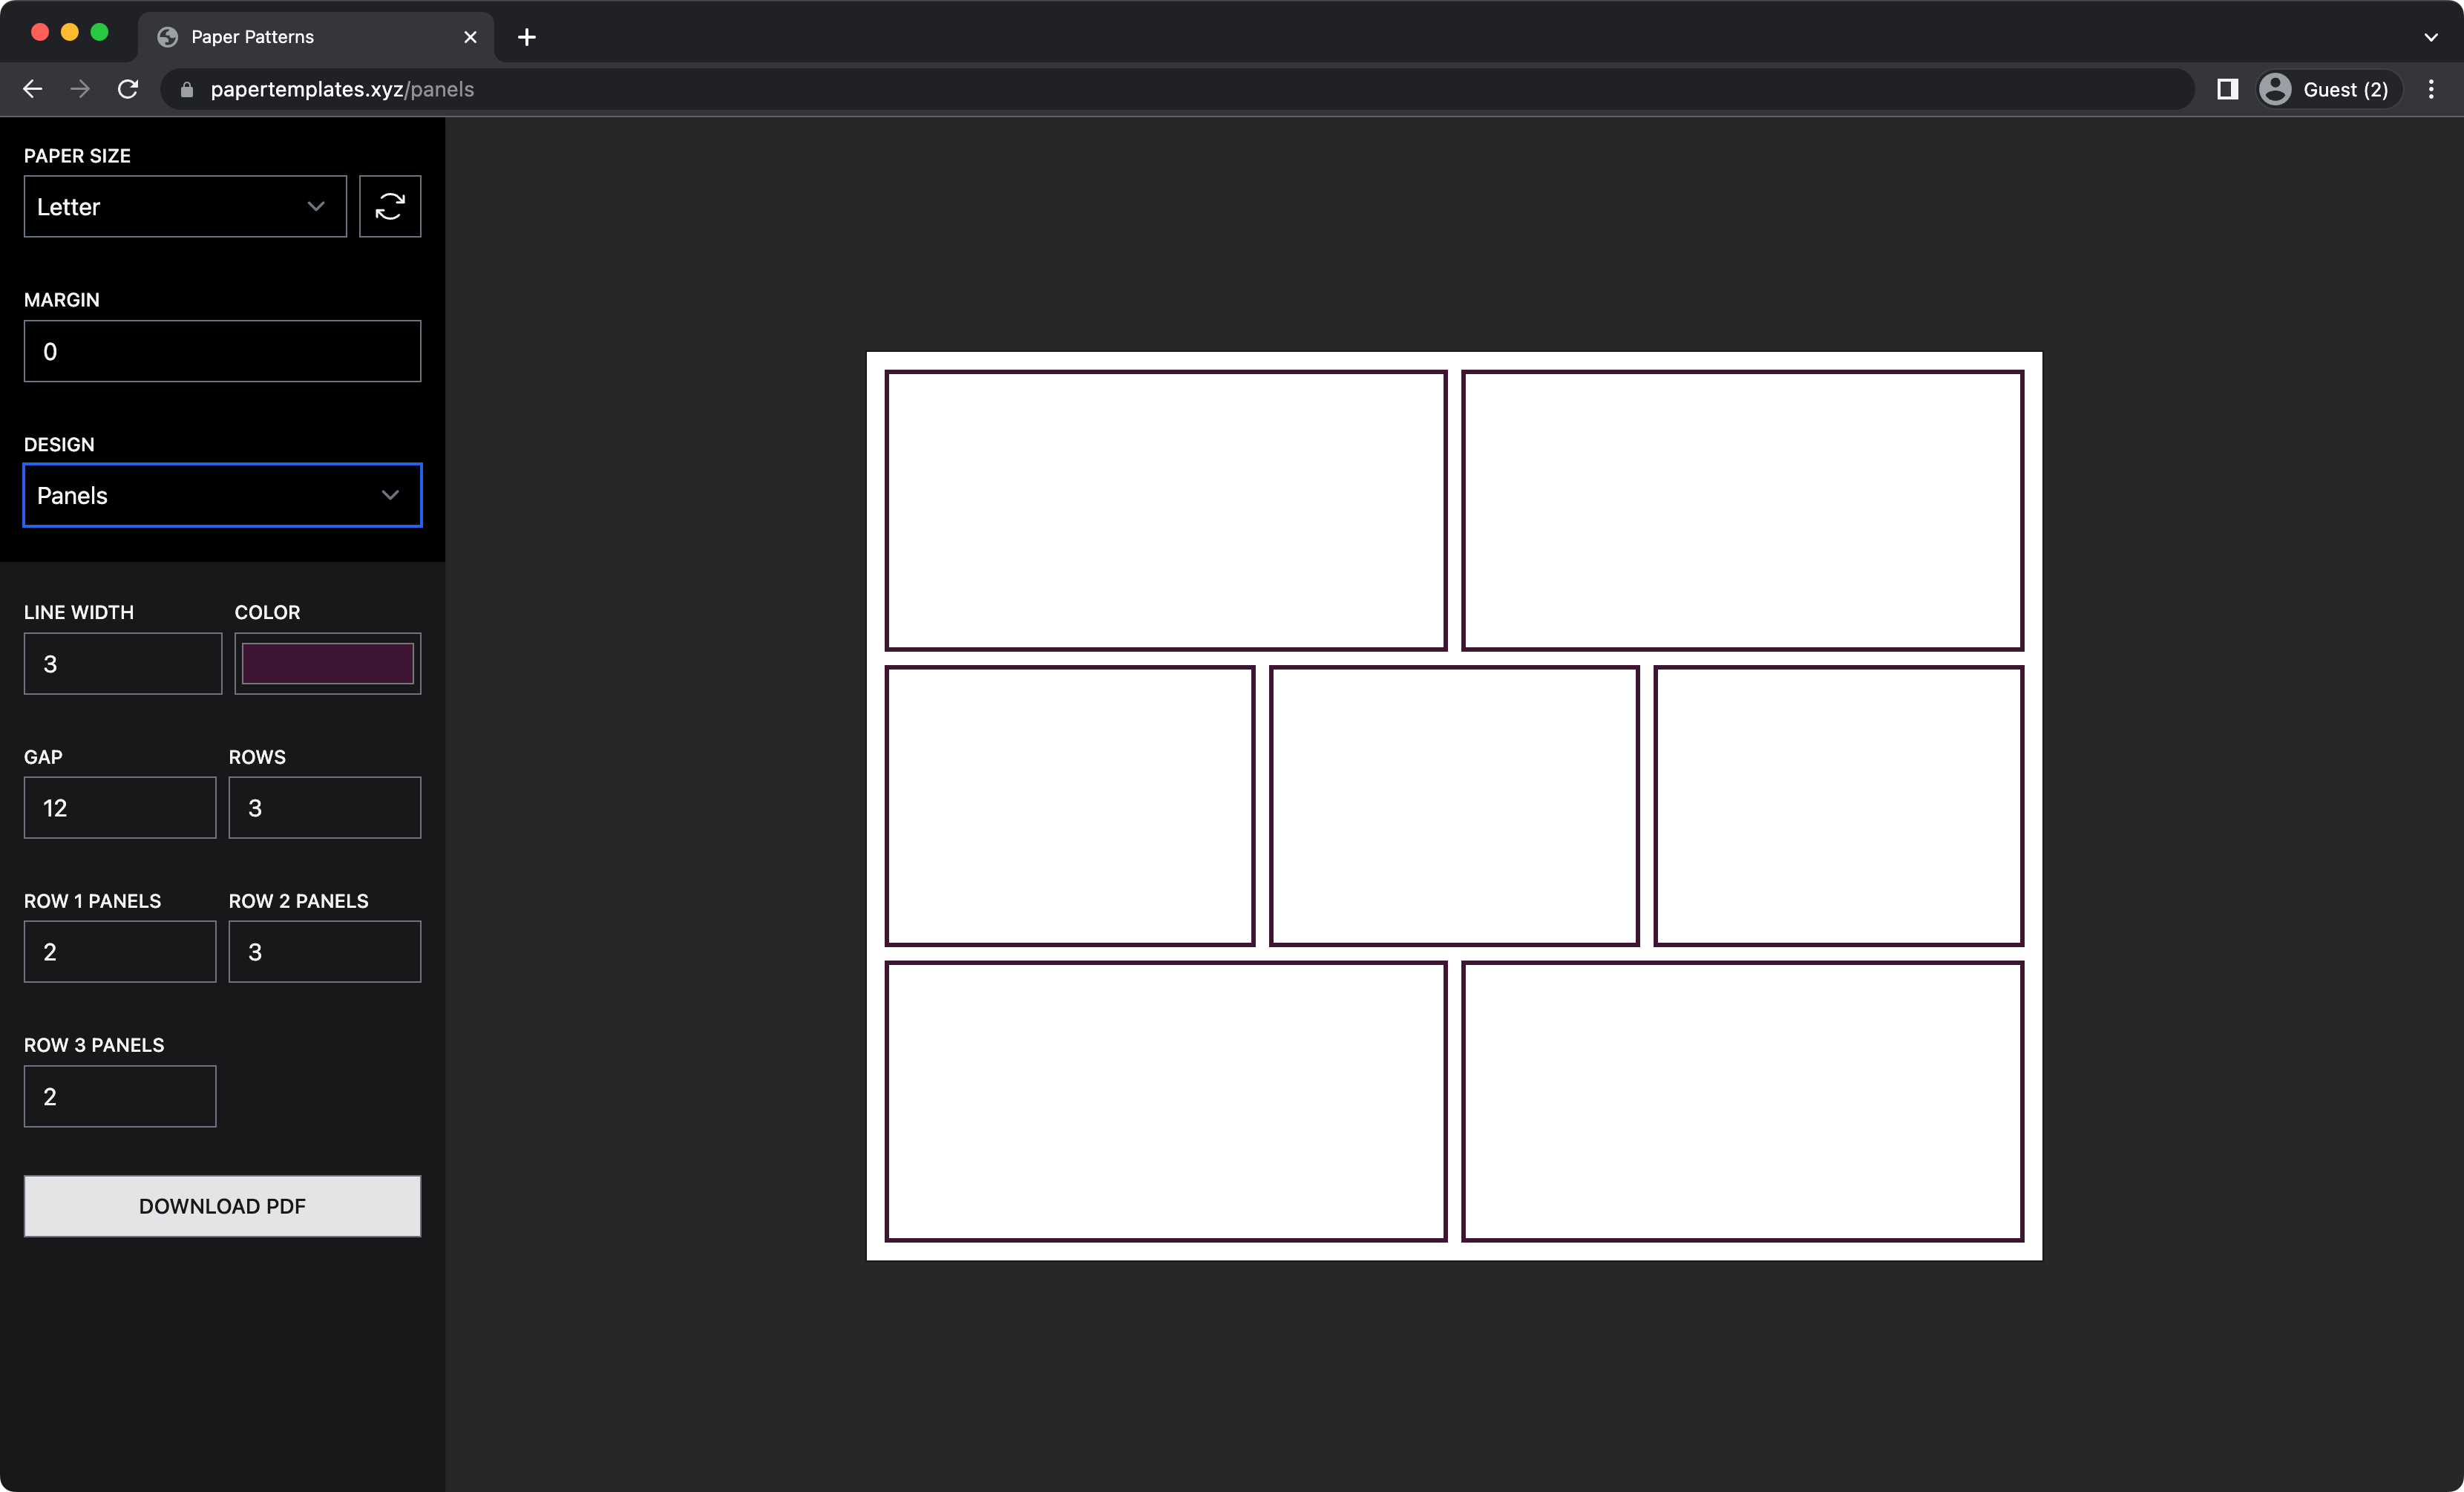 Paper Patterns
papertemplates.xyz/panels
Guest (2)
PAPER SIZE
Letter
MARGIN
0
DESIGN
Panels
LINE WIDTH COLOR
3
GAP ROWS
12 3
ROW 1 PANELS ROW 2 PANELS
2 3
ROW 3 PANELS
2
DOWNLOAD PDF